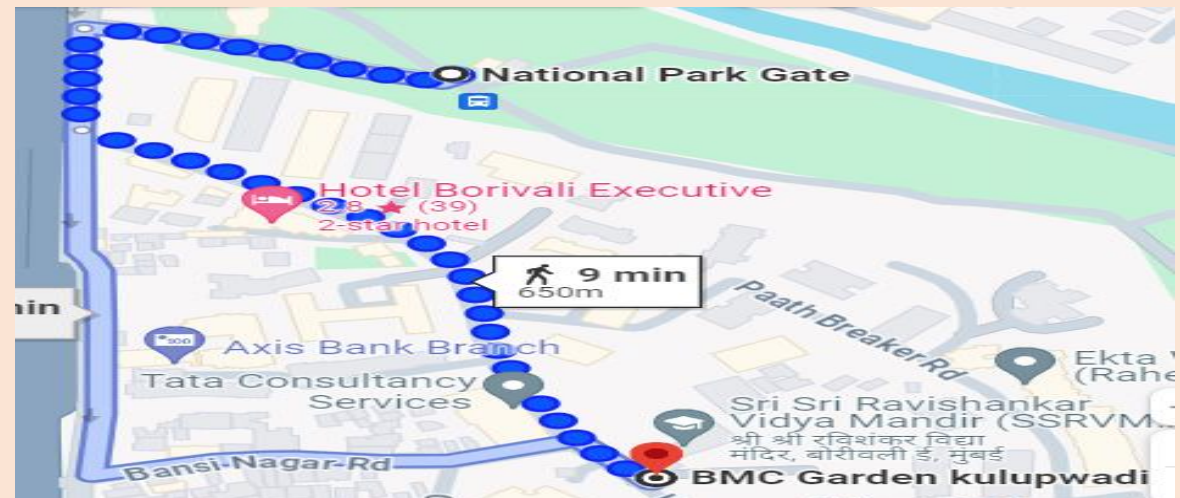 National Park Gate
Hotel Borivali Executive
2.8 ★ (39)
2-star hotel
9 min
650m
Paath Breaker Rd
Axis Bank Branch
Tata Consultancy
Services
Ekta
(Rahe
Sri Sri Ravishankar
Vidya Mandir (SSRVM...
श्री श्री रविशंकर विद्या
मंदिर, बोरीवली ई, मुंबई
Bansi Nagar Rd
BMC Garden kulupwadi